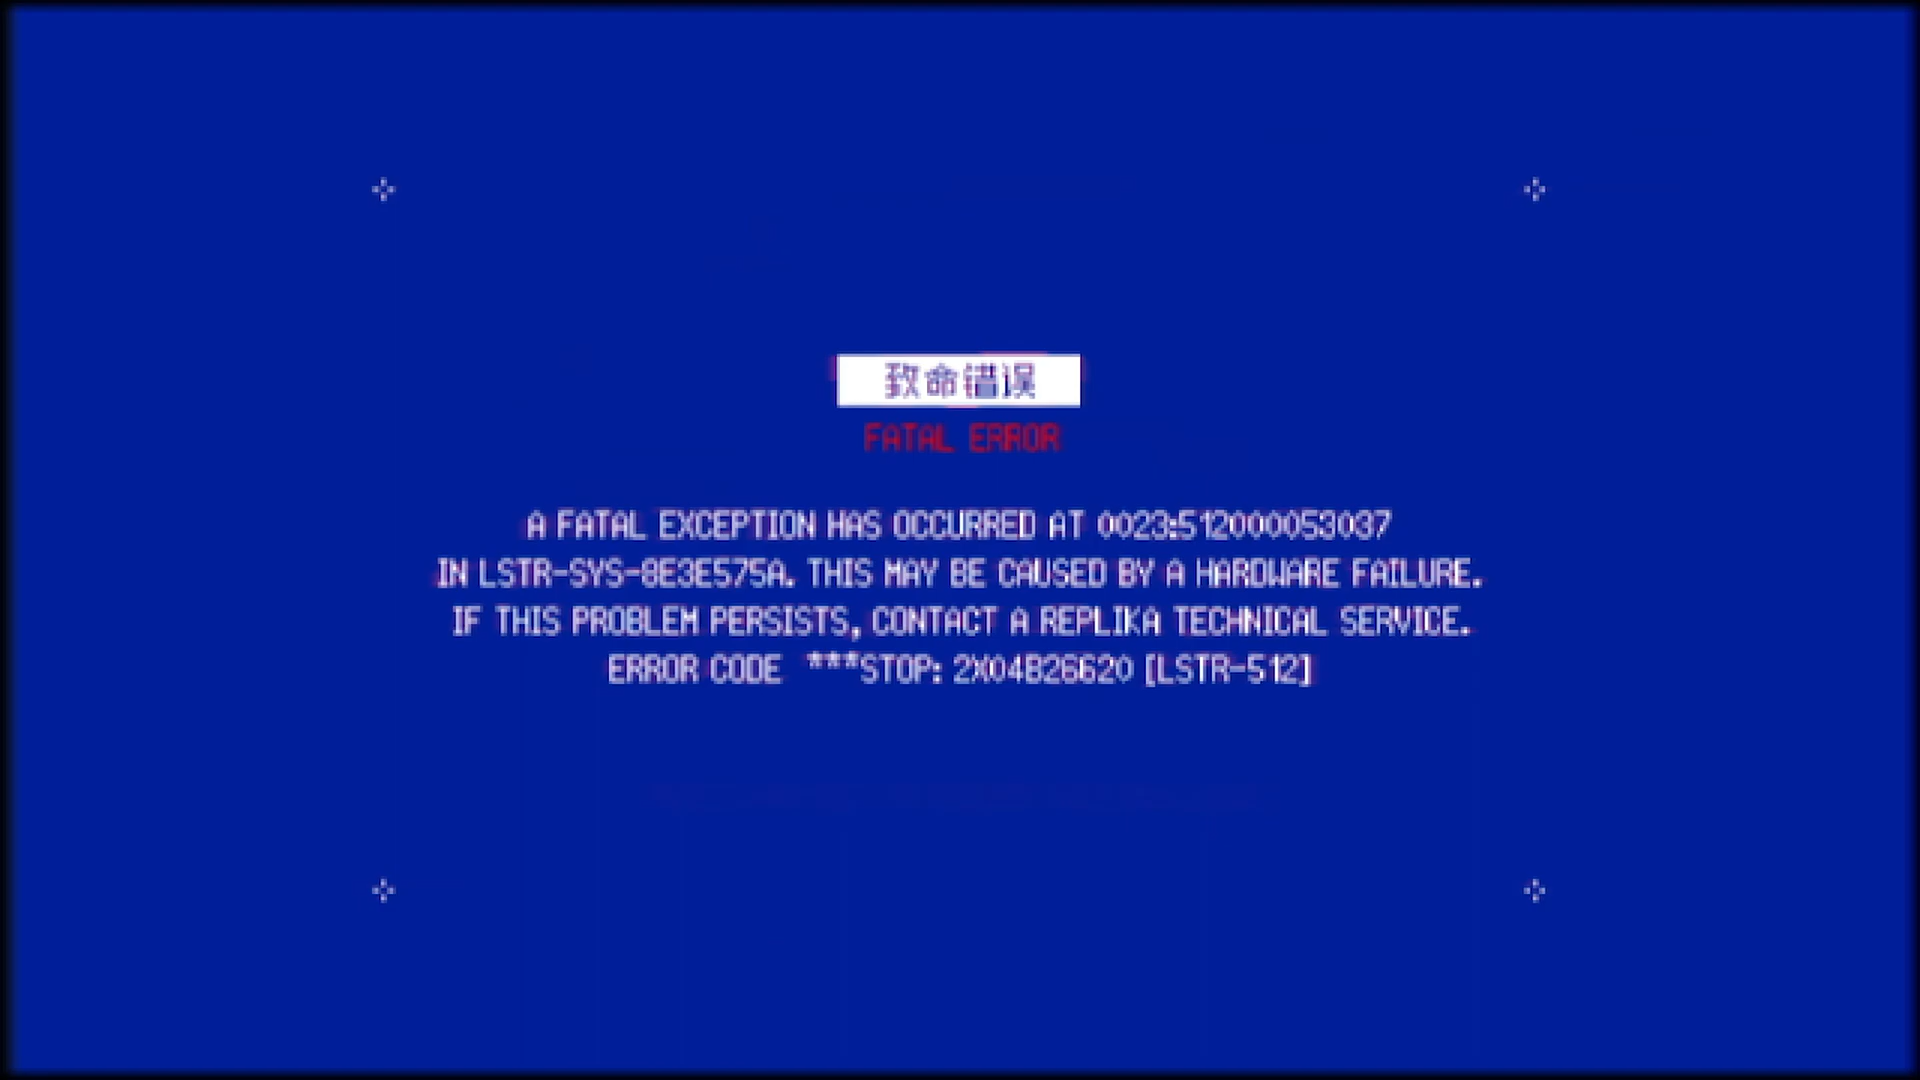 致命错误
FATAL ERROR
A FATAL EXCEPTION HAS OCCURRED AT 0023:512000053037
IN LSTR-SYS-8E3E575A. THIS MAY BE CAUSED BY A HARDWARE FAILURE.
IF THIS PROBLEM PERSISTS, CONTACT A REPLIKA TECHNICAL SERVICE.
ERROR CODE ***STOP: 2X04B26620 [LSTR-512]